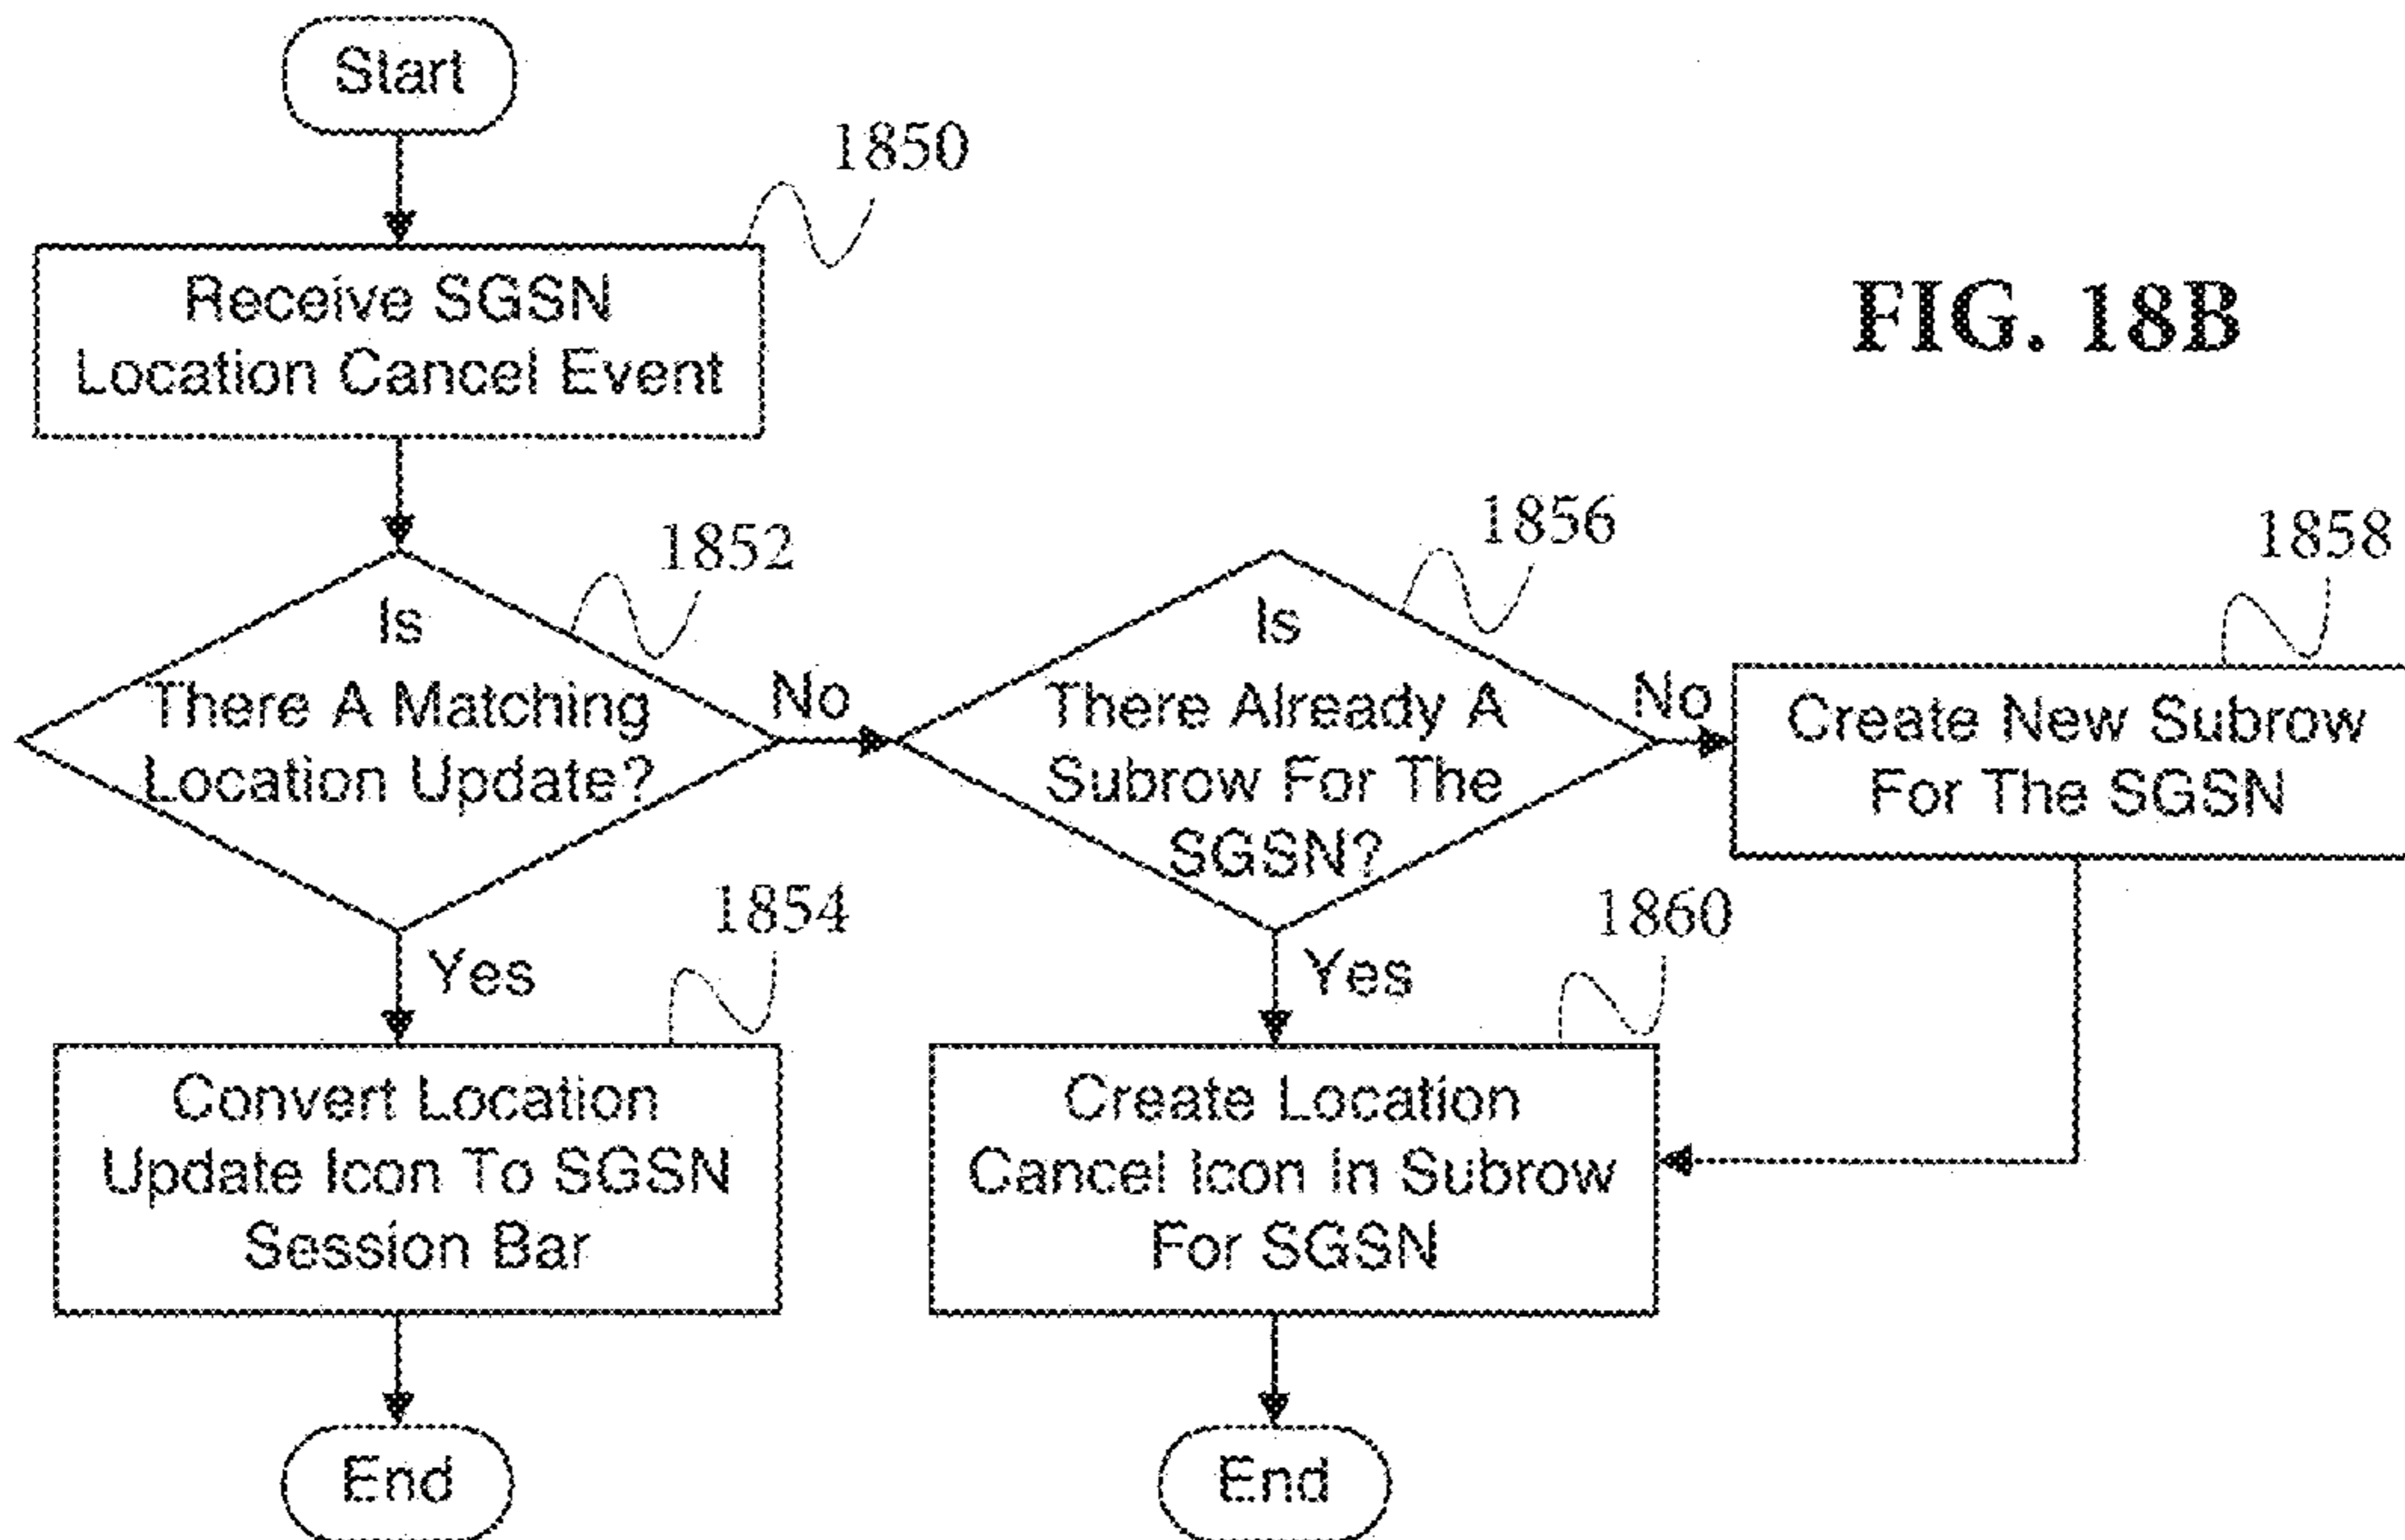 Start
1850
Receive SGSN
Location Cancel Event
FIG. 18B
1852
Is
There A Matching
Location Update?
No
1856
Is
There Already A
Subrow For The
SGSN?
No
1858
Create New Subrow
For The SGSN
Yes
1854
Convert Location
Update Icon To SGSN
Session Bar
Yes
1860
Create Location
Cancel Icon In Subrow
For SGSN
End
End